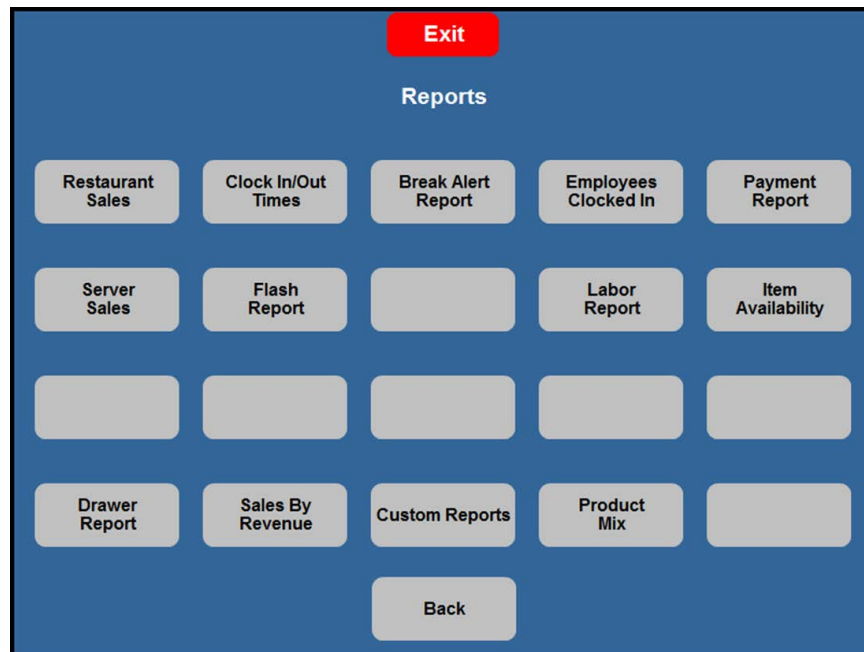 Exit
Reports
Restaurant
Sales
Clock In/Out
Times
Break Alert
Report
Employees
Clocked In
Payment
Report
Server
Sales
Flash
Report
Labor
Report
Item
Availability
Drawer
Report
Sales By
Revenue
Custom Reports
Product
Mix
Back